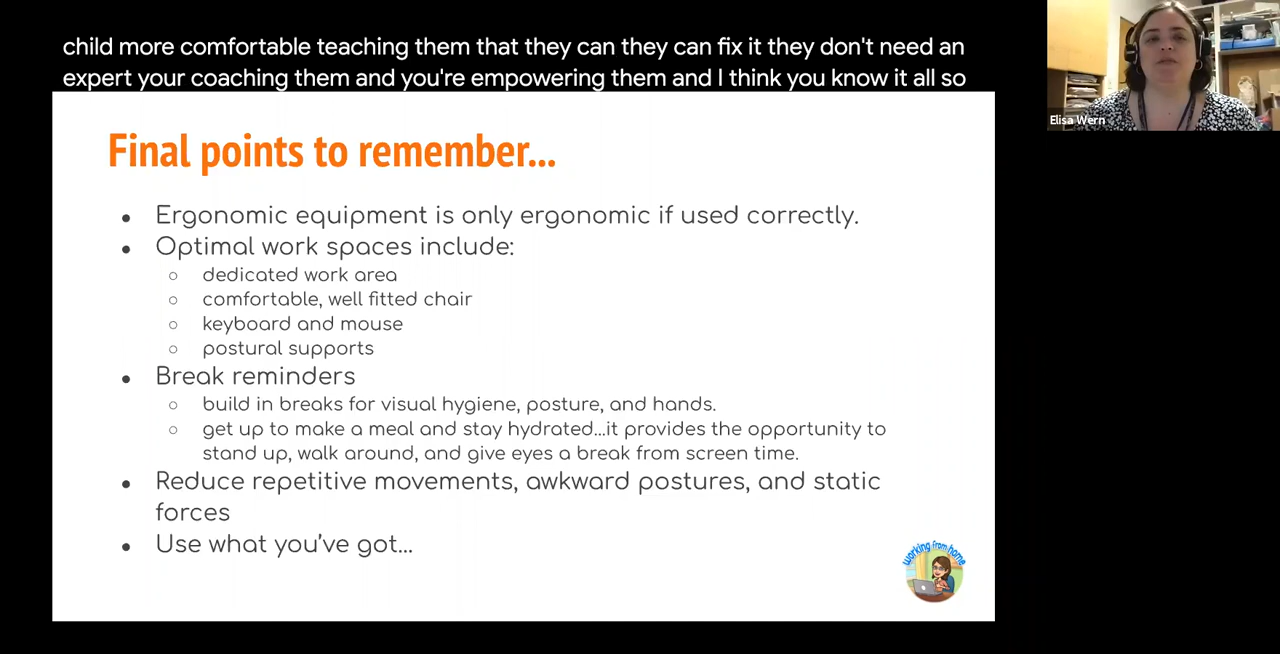 child more comfortable teaching them that they can they can fix it they don't need an
expert your coaching them and you're empowering them and I think you know it all so
Elisa Wern
Final points to remember...
• Ergonomic equipment is only ergonomic if used correctly.
• Optimal work spaces include:
○ dedicated work area
○ comfortable, well fitted chair
○ keyboard and mouse
○ postural supports
• Break reminders
○ build in breaks for visual hygiene, posture, and hands.
○ get up to make a meal and stay hydrated...it provides the opportunity to
stand up, walk around, and give eyes a break from screen time.
• Reduce repetitive movements, awkward postures, and static
forces
• Use what you've got...
working from home